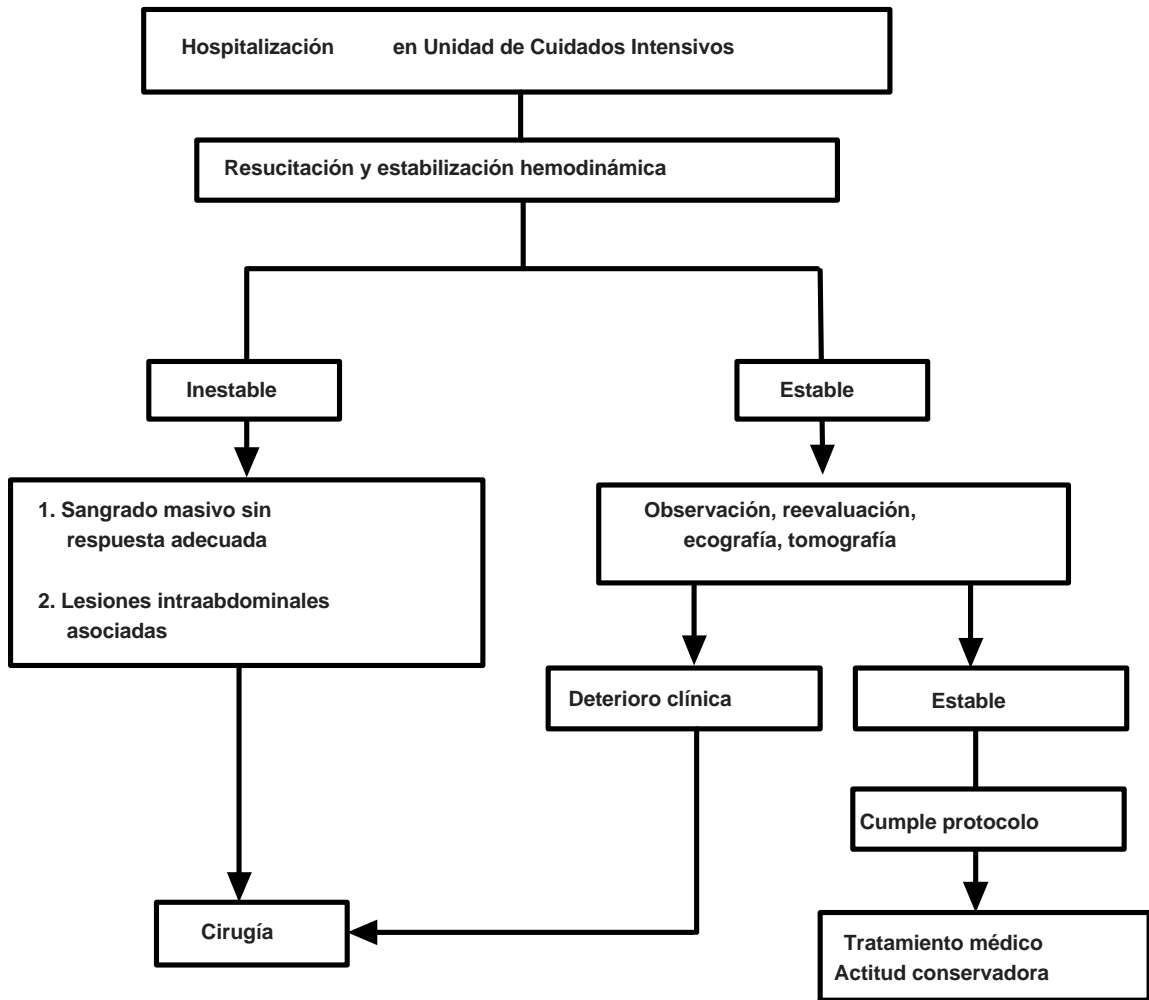 Hospitalización en Unidad de Cuidados Intensivos
Resucitación y estabilización hemodinámica
Inestable
Estable
1. Sangrado masivo sin
respuesta adecuada
2. Lesiones intraabdominales
asociadas
Observación, reevaluación,
ecografía, tomografía
Deterioro clínica
Estable
Cumple protocolo
Cirugía
Tratamiento médico
Actitud conservadora